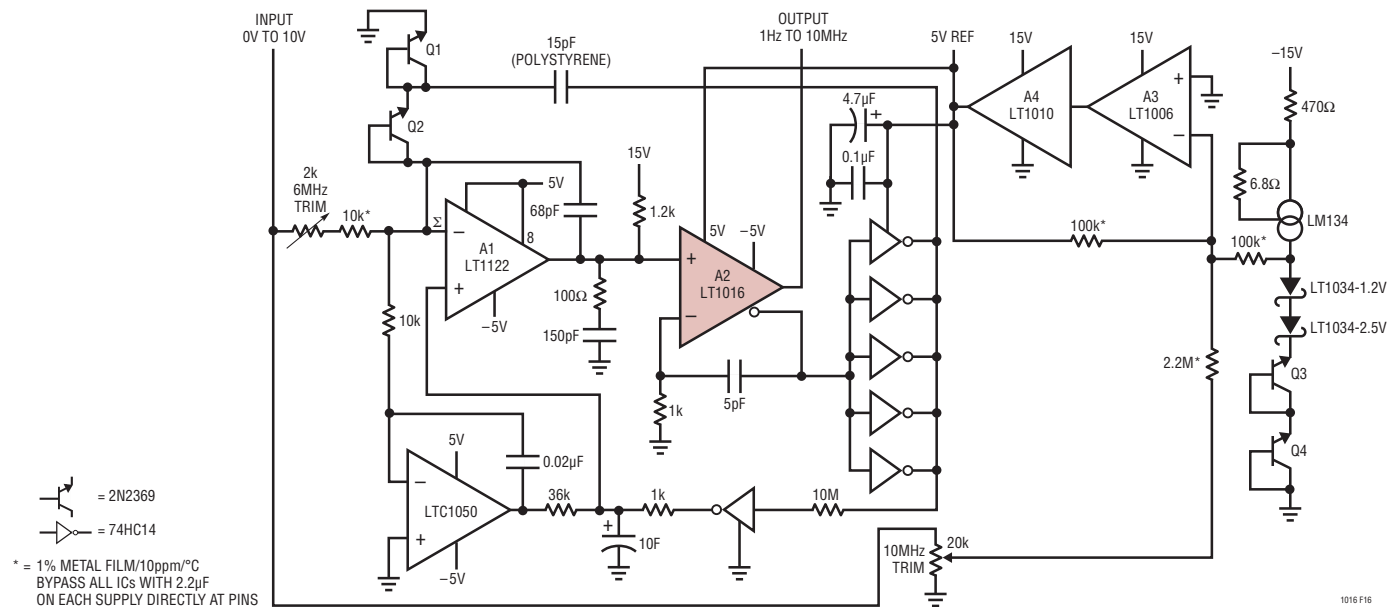 INPUT
0V TO 10V
Q1
15pF
(POLYSTYRENE)
OUTPUT
1Hz TO 10MHz
5V REF
15V
A4
LT1010
15V
A3
LT1006
+
−
−15V
470Ω
Q2
4.7µF
+
0.1µF
6.8Ω
LM134
2k
6MHz
TRIM
10k*
Σ
−
+
5V
8
A1
LT1122
−5V
68pF
15V
1.2k
100Ω
150pF
+
−
5V
−5V
A2
LT1016
100k*
100k*
LT1034-1.2V
LT1034-2.5V
10k
5pF
1k
2.2M*
Q3
Q4
5V
−
+
LTC1050
−5V
0.02µF
36k
+
10F
1k
10M
10MHz
TRIM
20k
= 2N2369
= 74HC14
* = 1% METAL FILM/10ppm/°C
BYPASS ALL ICs WITH 2.2µF
ON EACH SUPPLY DIRECTLY AT PINS
1016 F16